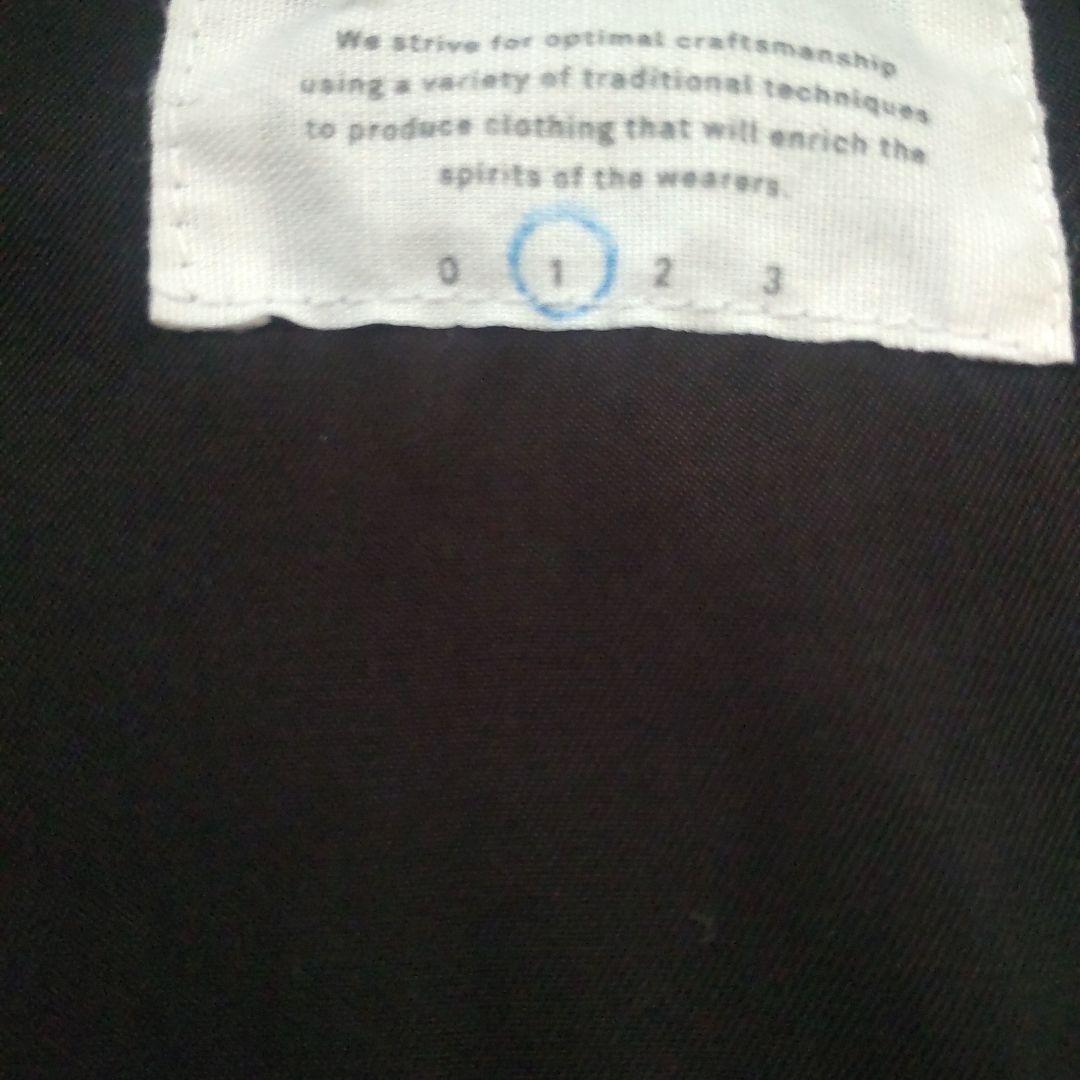 We strive for optimal craftsmanship
using a variety of traditional techniques
to produce clothing that will enrich the
spirits of the wearers.
0 1 2 3